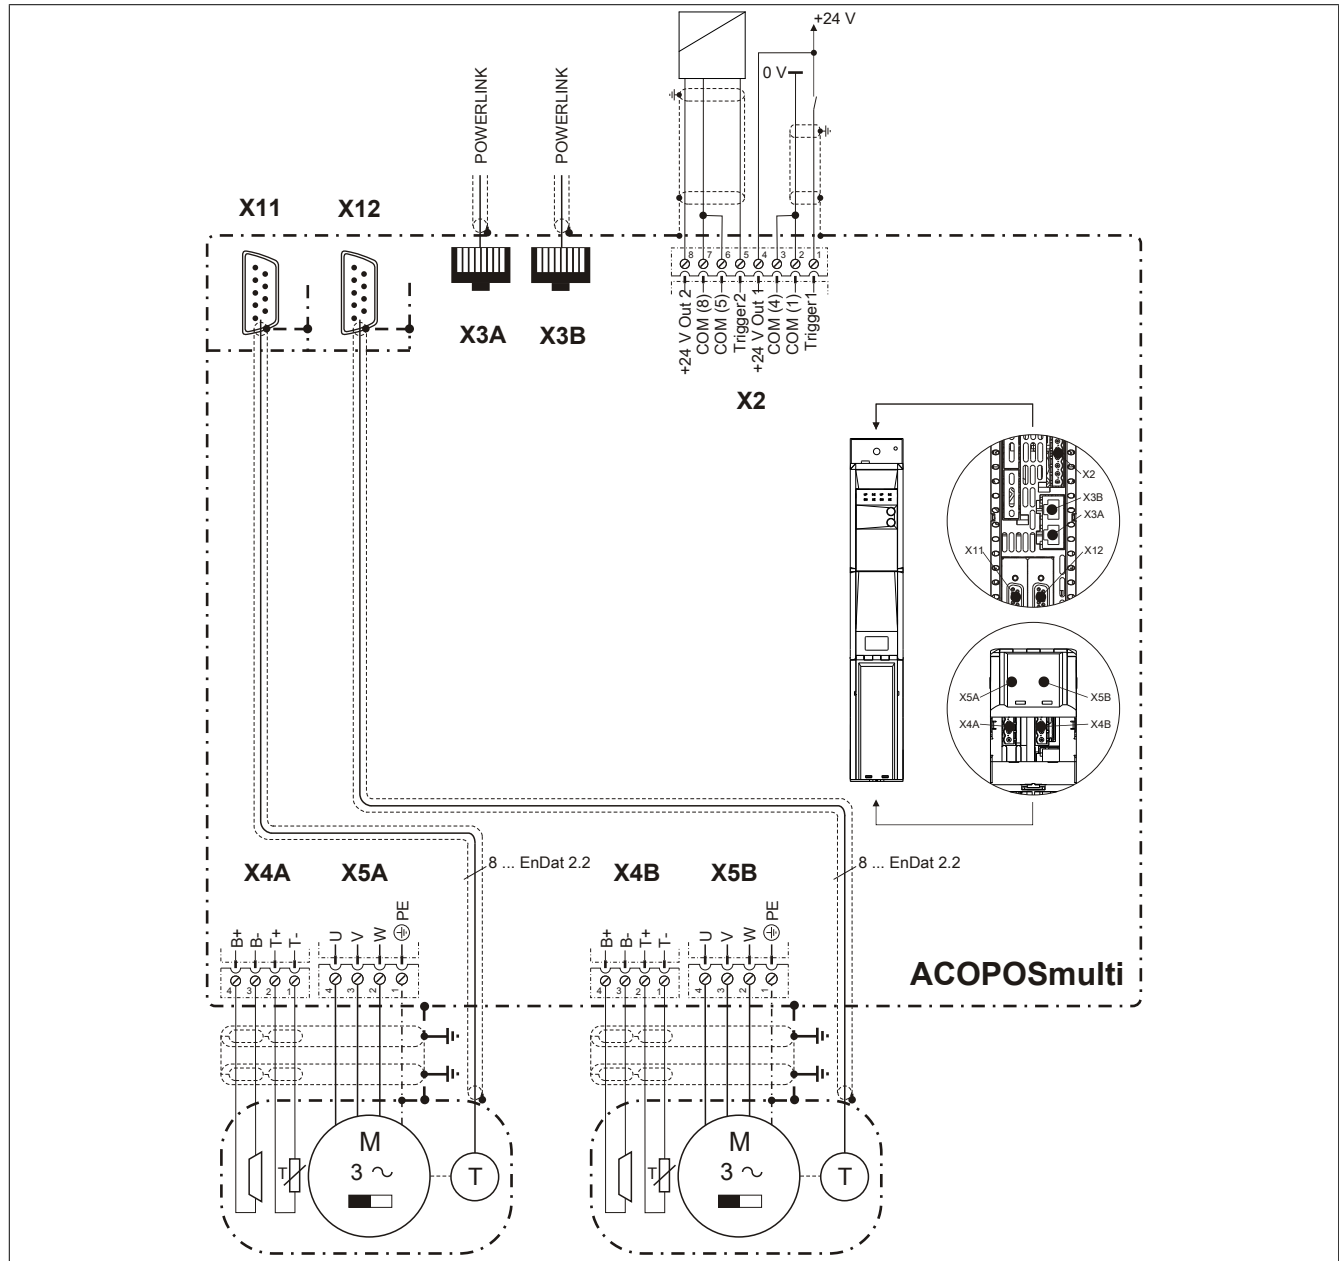 +24 V
0 V
POWERLINK
POWERLINK
X11
X12
X3A
X3B
8 7 6 5 4 3 2 1
+24 V Out 2
COM (8)
COM (5)
Trigger2
+24 V Out 1
COM (4)
COM (1)
Trigger1
X2
X2
X3B
X3A
X11
X12
X5A
X5B
X4A
X4B
8 ... EnDat 2.2
8 ... EnDat 2.2
X4A
X5A
X4B
X5B
B+
B-
T+
T-
U
V
W
PE
B+
B-
T+
T-
U
V
W
PE
4 3 2 1
4 3 2 1
4 3 2 1
4 3 2 1
ACOPOSmulti
M
3 ~
T
T
M
3 ~
T
T